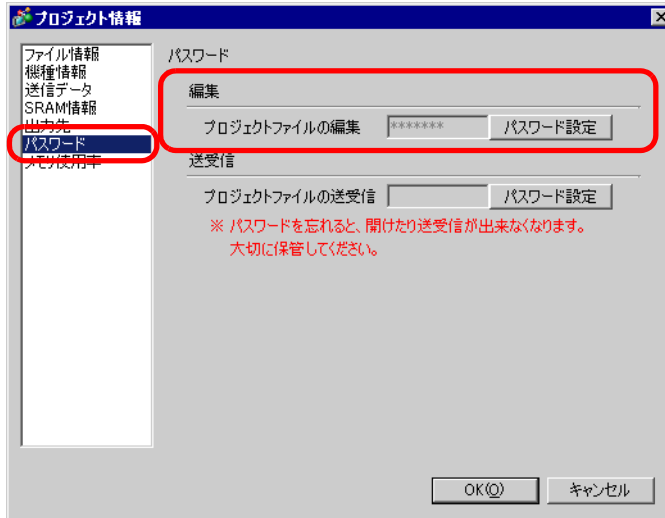 プロジェクト情報
ファイル情報
機種情報
送信データ
SRAM情報
出力先
パスワード
メモリ使用率
パスワード
編集
プロジェクトファイルの編集 ******* パスワード設定
送受信
プロジェクトファイルの送受信 パスワード設定
※ パスワードを忘れると、開けたり送受信が出来なくなります。
大切に保管してください。
OK(O) キャンセル